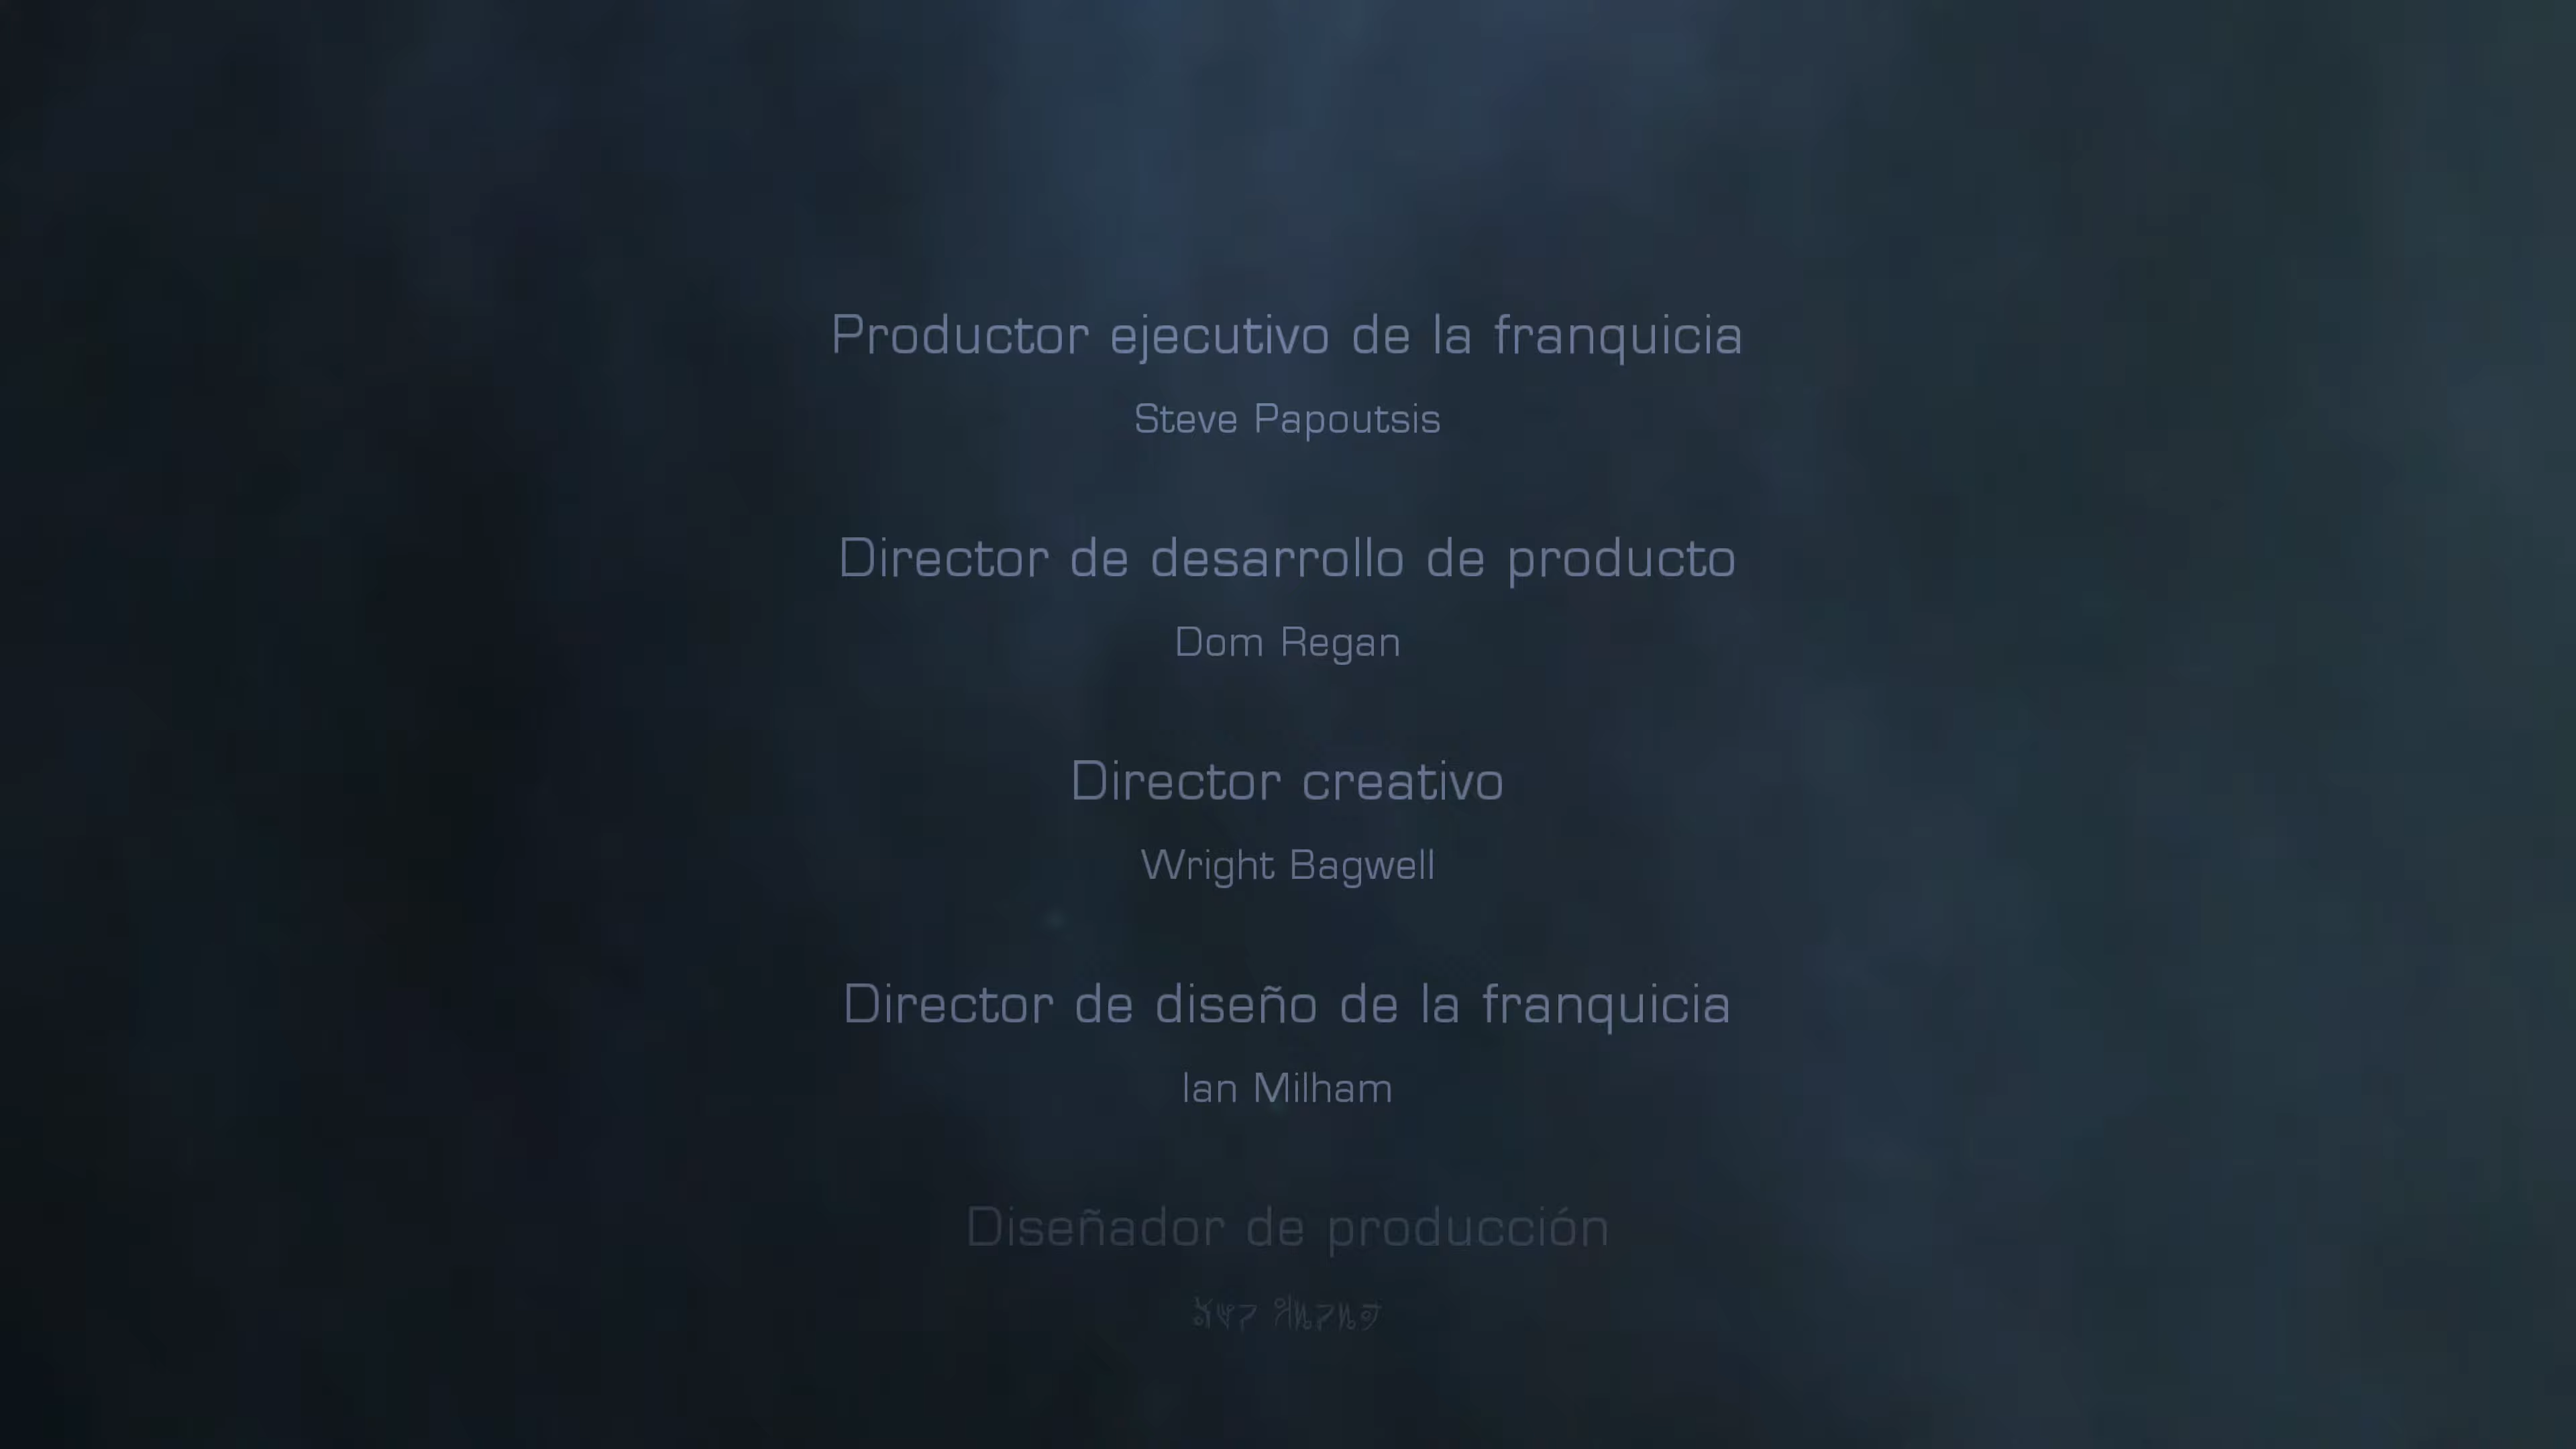 Productor ejecutivo de la franquicia
Steve Papoutsis
Director de desarrollo de producto
Dom Regan
Director creativo
Wright Bagwell
Director de diseño de la franquicia
Ian Milham
Diseñador de producción